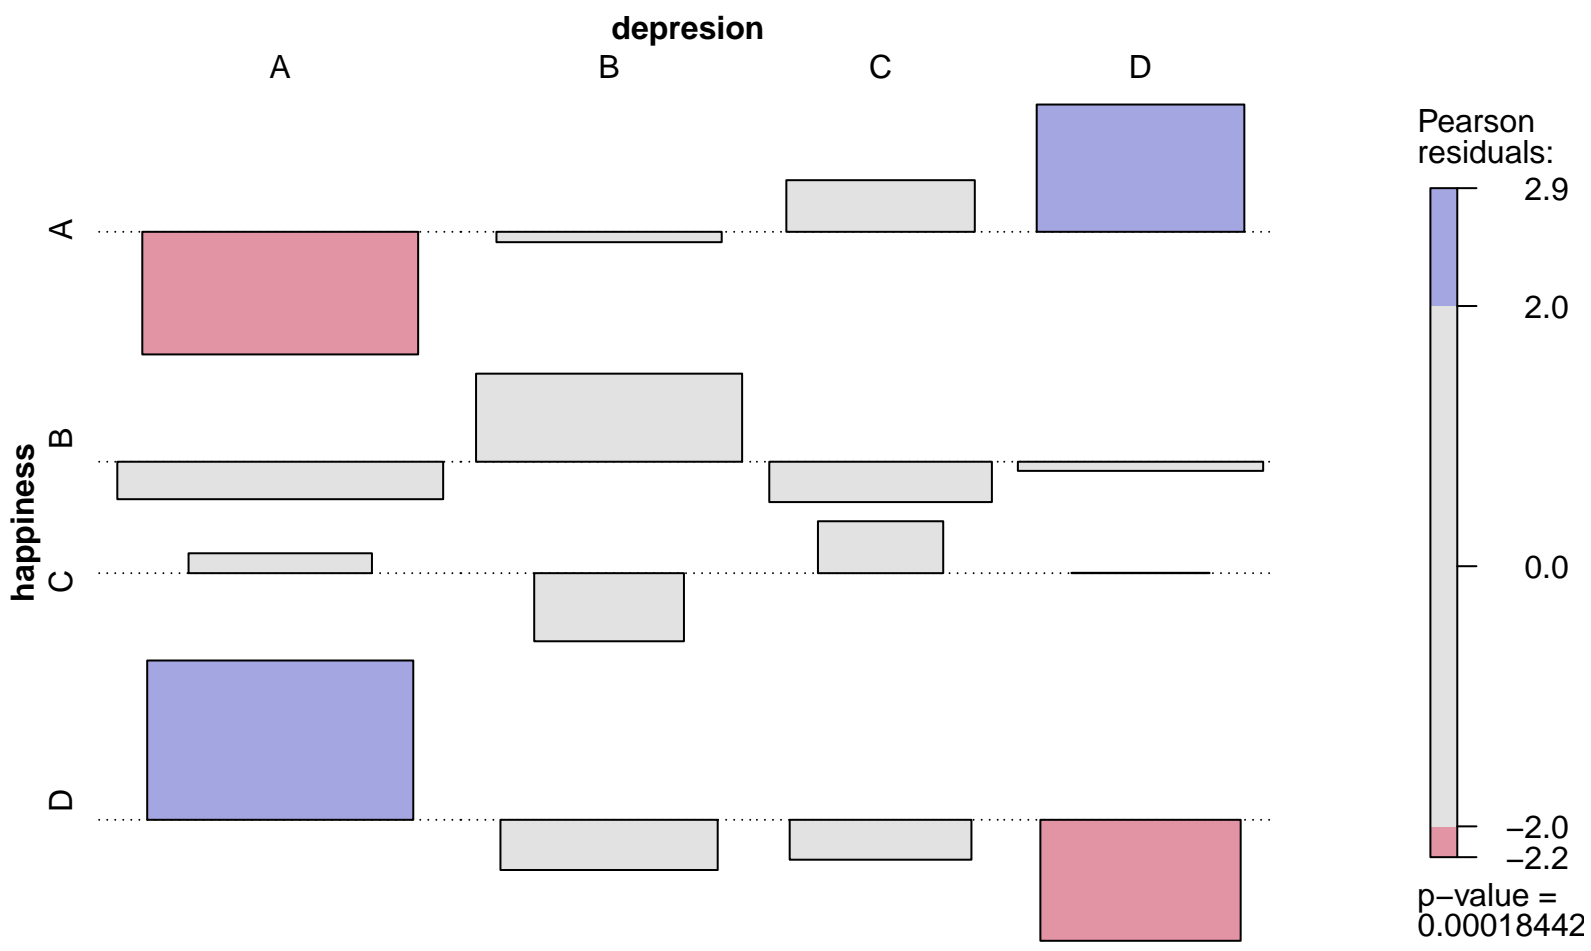 depresion
A B C D
A
B
C
D
happiness
Pearson
residuals:
2.9
2.0
0.0
−2.0
−2.2
p−value =
0.00018442